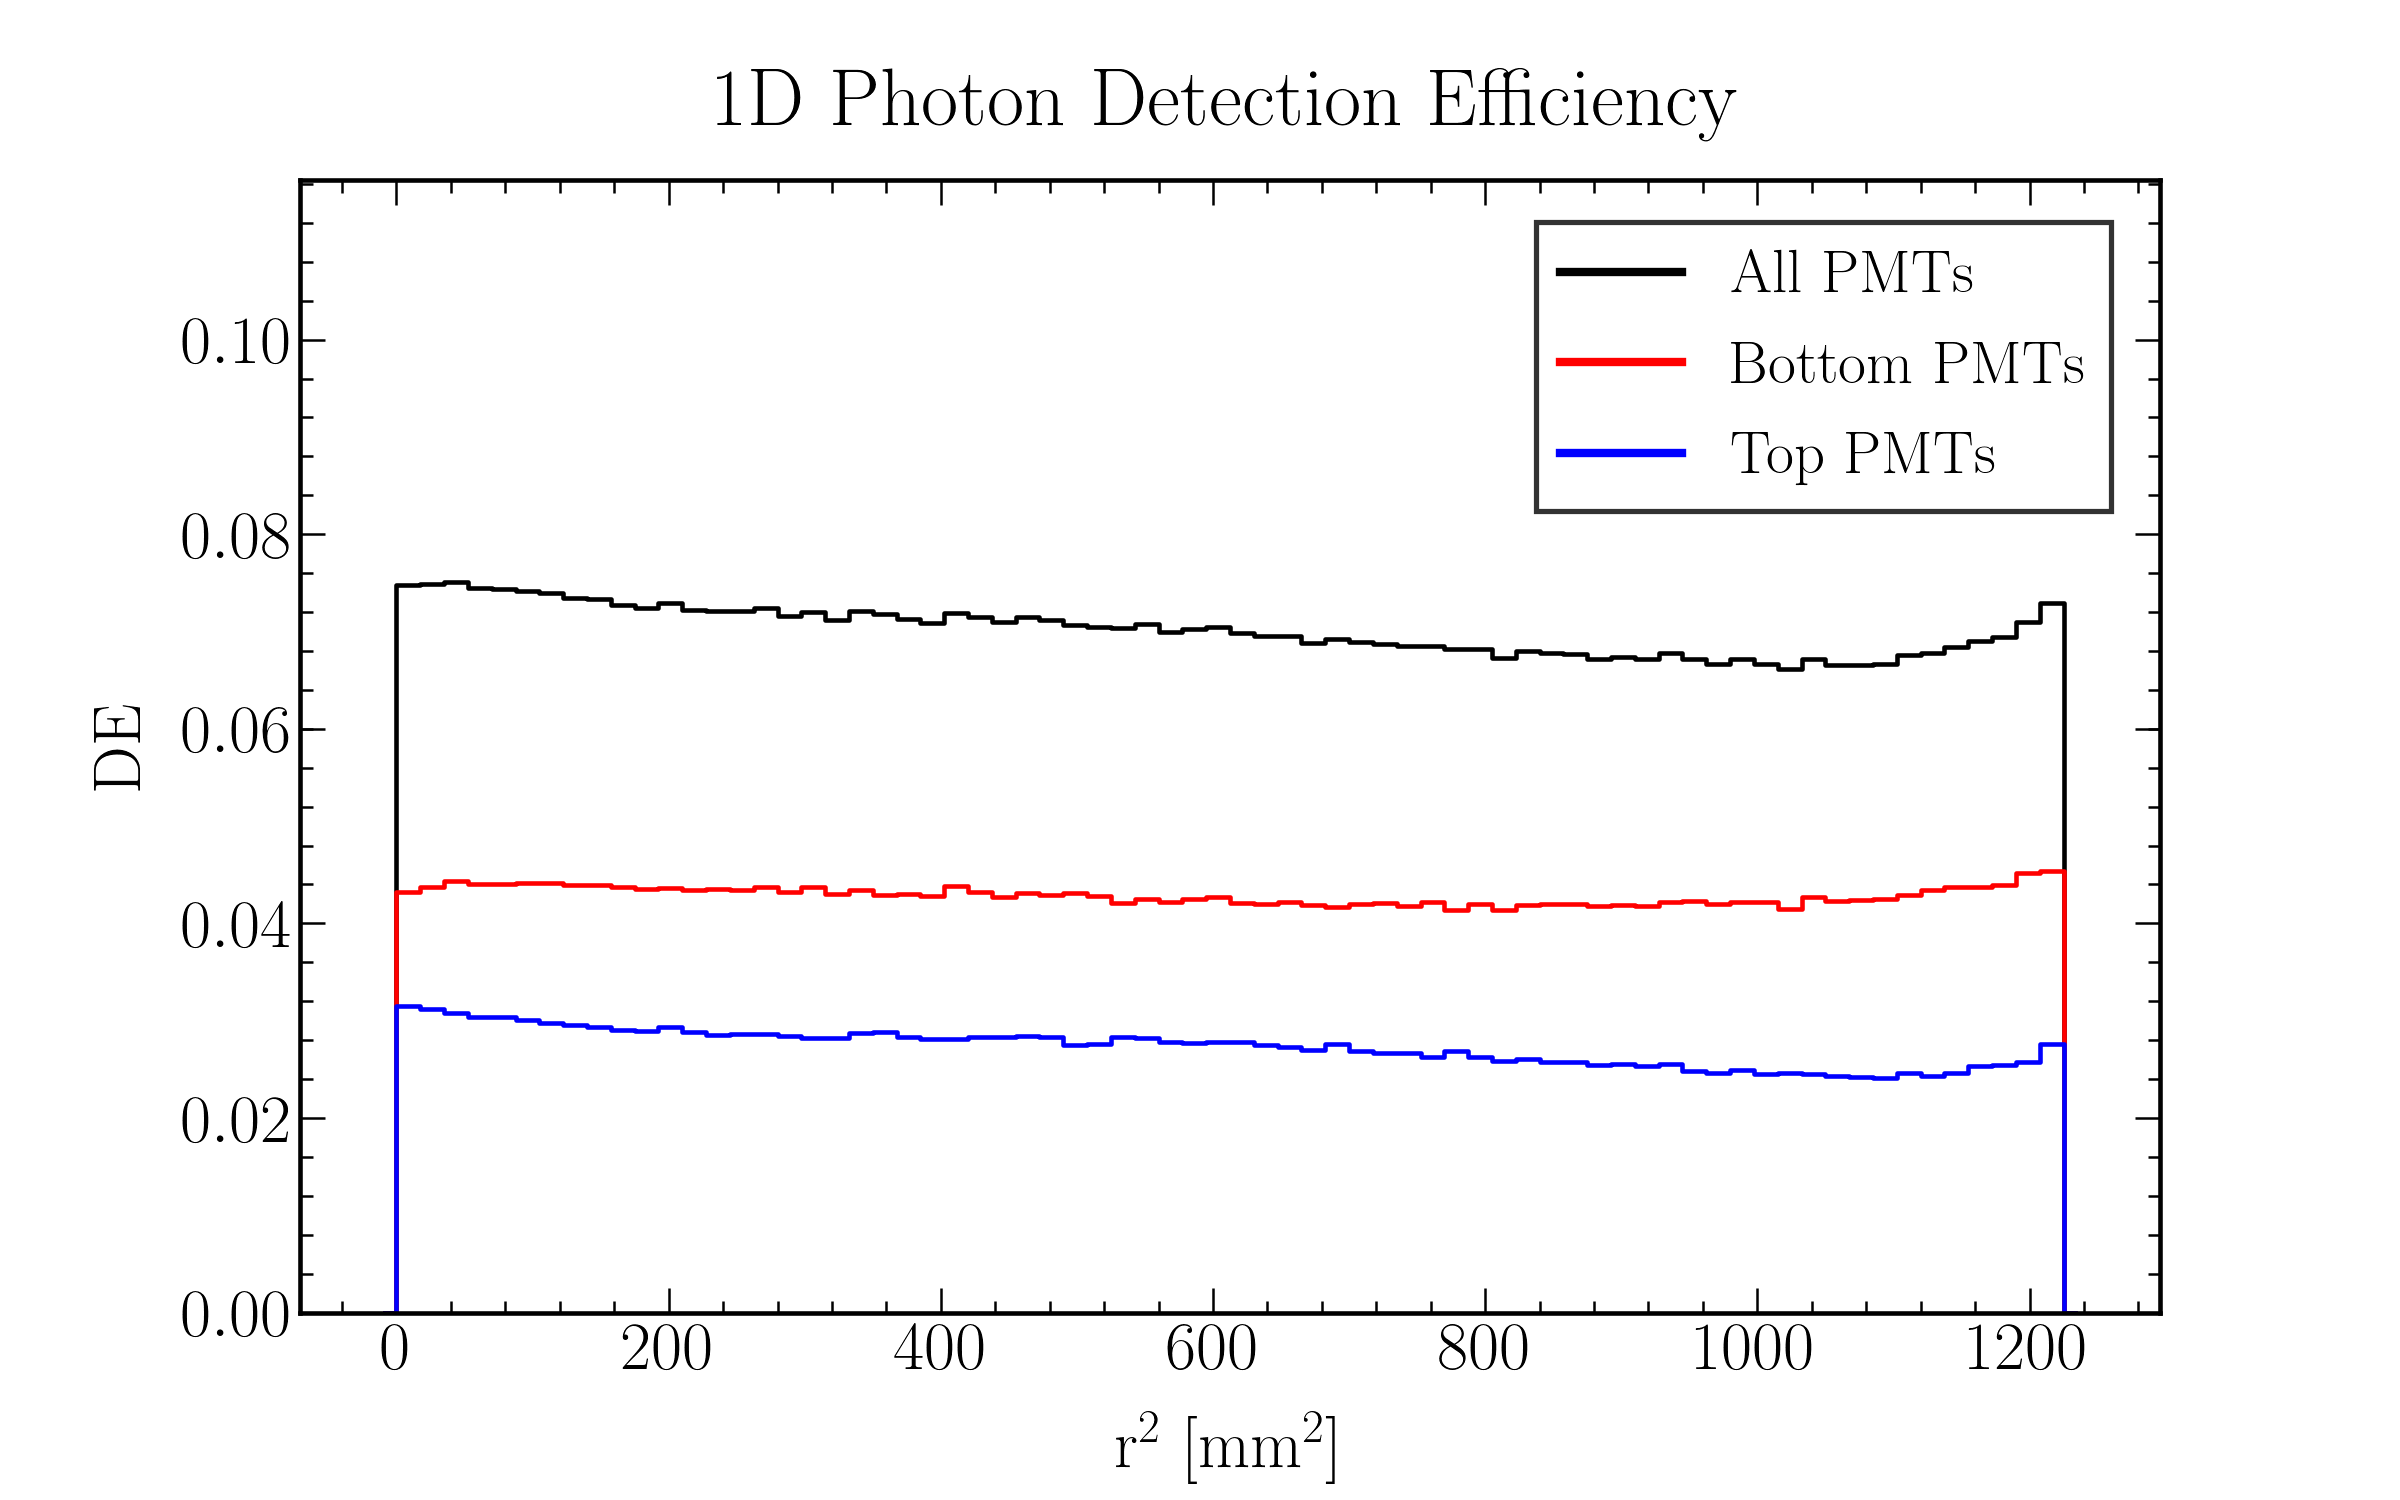 1D Photon Detection Efficiency
All PMTs
Bottom PMTs
Top PMTs
DE
0.10
0.08
0.06
0.04
0.02
0.00
0 200 400 600 800 1000 1200
r² [mm²]